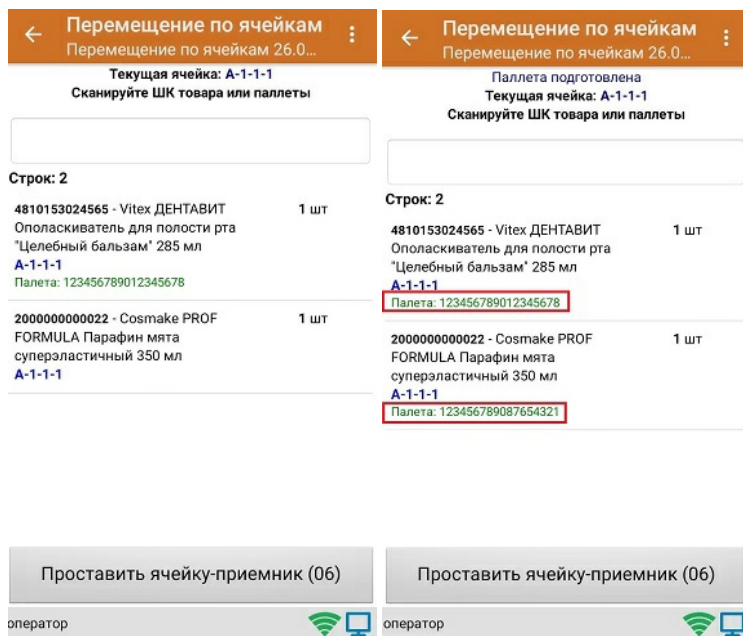 Перемещение по ячейкам
Перемещение по ячейкам 26.0...
Текущая ячейка: A-1-1-1
Сканируйте ШК товара или паллеты
Строк: 2
4810153024565 - Vitex ДЕНТАВИТ 1 шт
Ополаскиватель для полости рта
"Целебный бальзам" 285 мл
A-1-1-1
Палета: 123456789012345678
2000000000022 - Cosmake PROF 1 шт
FORMULA Парафин мята
суперэластичный 350 мл
A-1-1-1
Проставить ячейку-приемник (06)
оператор
Перемещение по ячейкам
Перемещение по ячейкам 26.0...
Паллета подготовлена
Текущая ячейка: A-1-1-1
Сканируйте ШК товара или паллеты
Строк: 2
4810153024565 - Vitex ДЕНТАВИТ 1 шт
Ополаскиватель для полости рта
"Целебный бальзам" 285 мл
A-1-1-1
Палета: 123456789012345678
2000000000022 - Cosmake PROF 1 шт
FORMULA Парафин мята
суперэластичный 350 мл
A-1-1-1
Палета: 123456789087654321
Проставить ячейку-приемник (06)
оператор